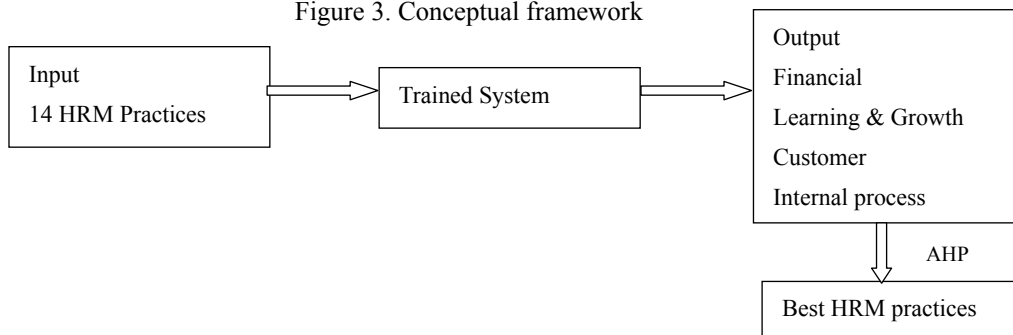 Figure 3. Conceptual framework
Input
14 HRM Practices
Trained System
Output
Financial
Learning & Growth
Customer
Internal process
AHP
Best HRM practices